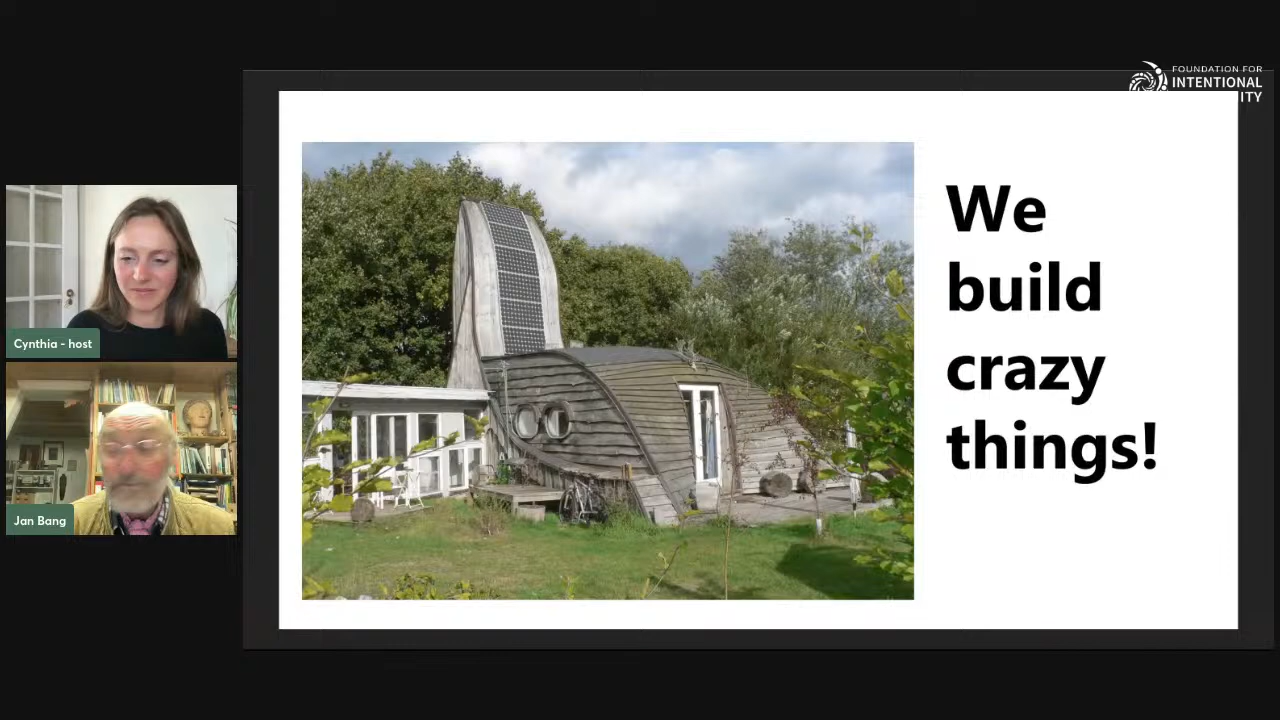 FOUNDATION FOR
INTENTIONAL
ITY
We
build
crazy
things!
Cynthia - host
Jan Bang